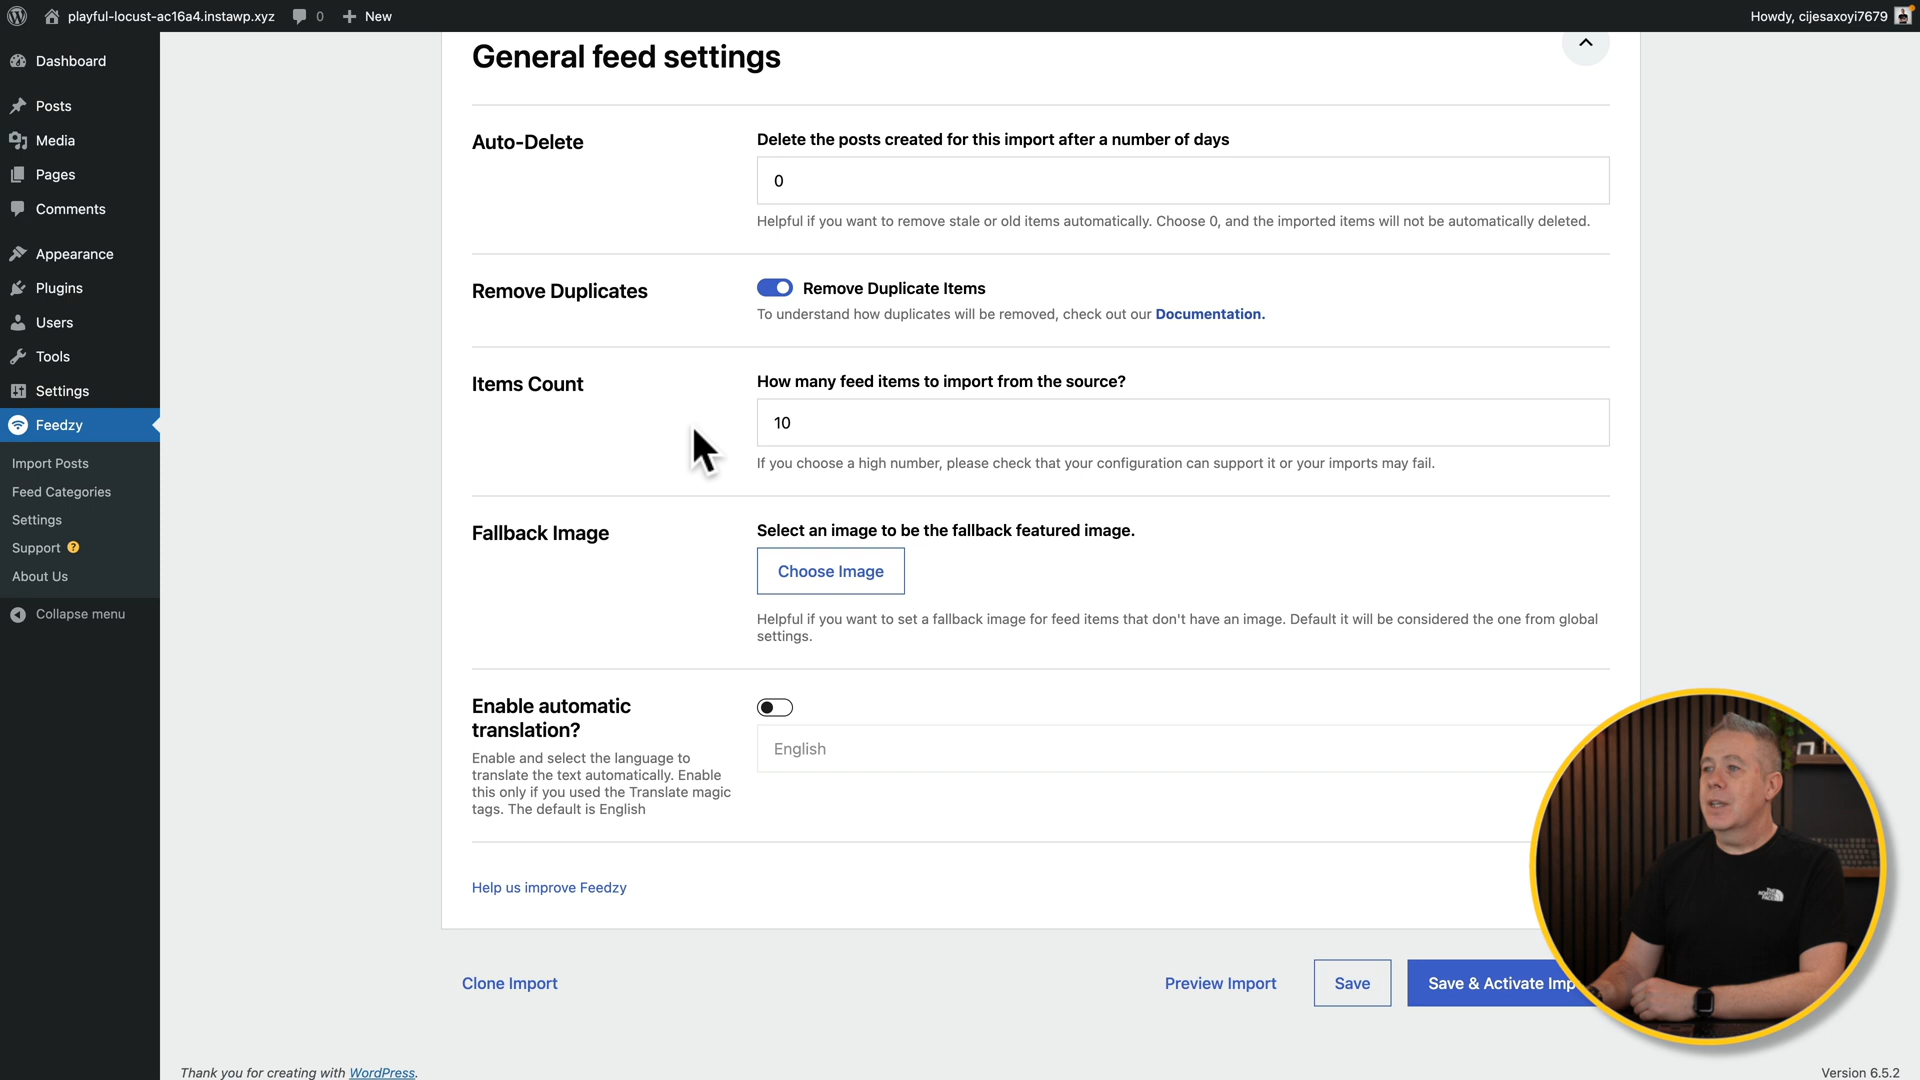 playful-locust-ac16a4.instawp.xyz
0
New
Howdy, cijesaxoyi7679
Dashboard
Posts
Media
Pages
Comments
Appearance
Plugins
Users
Tools
Settings
Feedzy
Import Posts
Feed Categories
Settings
Support ?
About Us
Collapse menu
General feed settings
Auto-Delete
Delete the posts created for this import after a number of days
0
Helpful if you want to remove stale or old items automatically. Choose 0, and the imported items will not be automatically deleted.
Remove Duplicates
Remove Duplicate Items
To understand how duplicates will be removed, check out our Documentation.
Items Count
How many feed items to import from the source?
10
If you choose a high number, please check that your configuration can support it or your imports may fail.
Fallback Image
Select an image to be the fallback featured image.
Choose Image
Helpful if you want to set a fallback image for feed items that don't have an image. Default it will be considered the one from global
settings.
Enable automatic
translation?
Enable and select the language to
translate the text automatically. Enable
this only if you used the Translate magic
tags. The default is English
English
Help us improve Feedzy
Clone Import
Preview Import
Save
Save & Activate Imp
THE
NORTH
FACE
Thank you for creating with WordPress.
Version 6.5.2